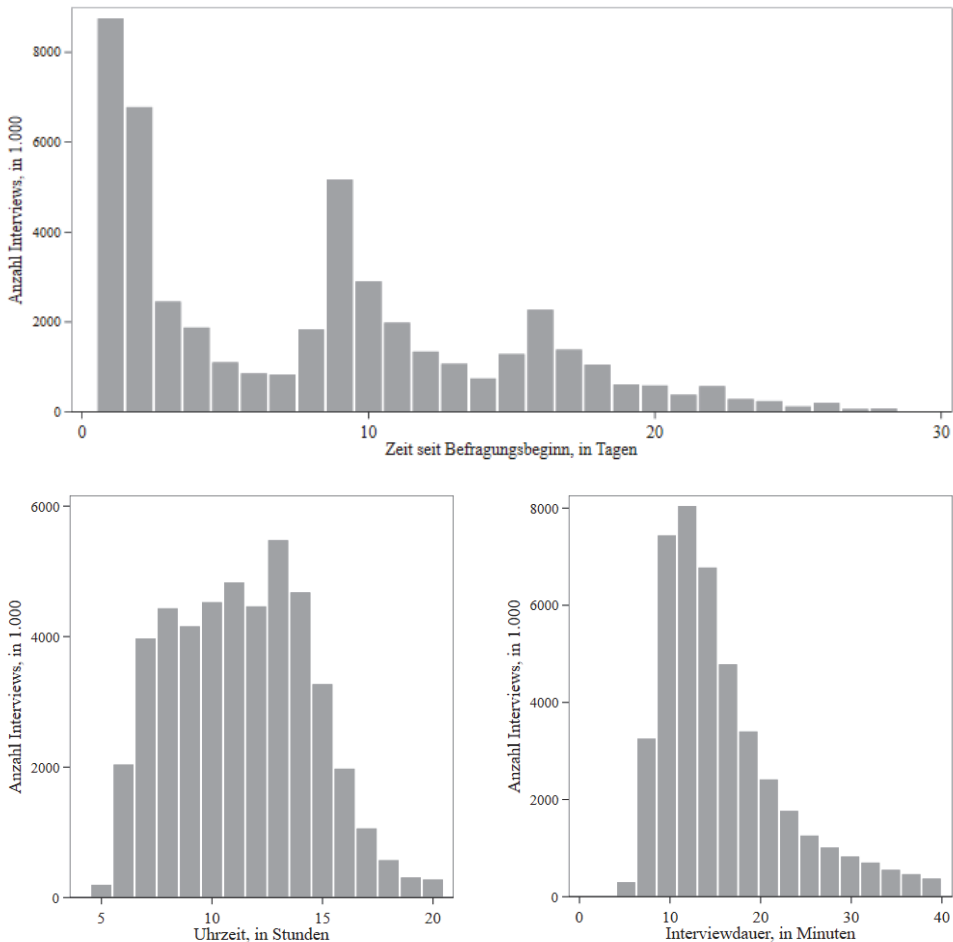 8000
6000
4000
2000
0
Anzahl Interviews, in 1.000
0 10 20 30
Zeit seit Befragungsbeginn, in Tagen
6000
4000
2000
0
Anzahl Interviews, in 1.000
5 10 15 20
Uhrzeit, in Stunden
8000
6000
4000
2000
0
Anzahl Interviews, in 1.000
0 10 20 30 40
Interviewdauer, in Minuten